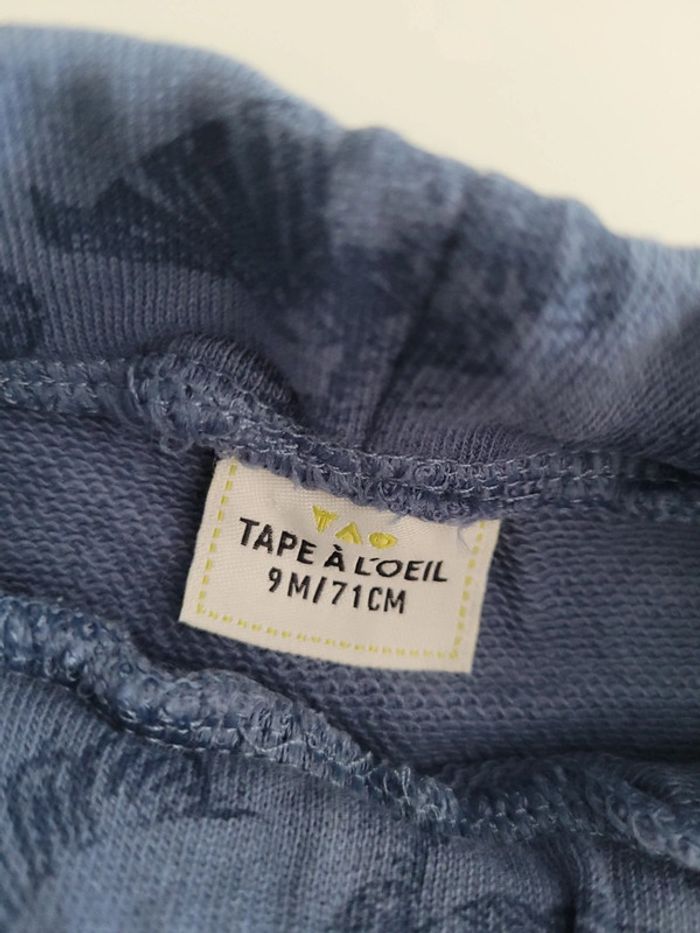 TAO
TAPE À L'OEIL
9M/71CM